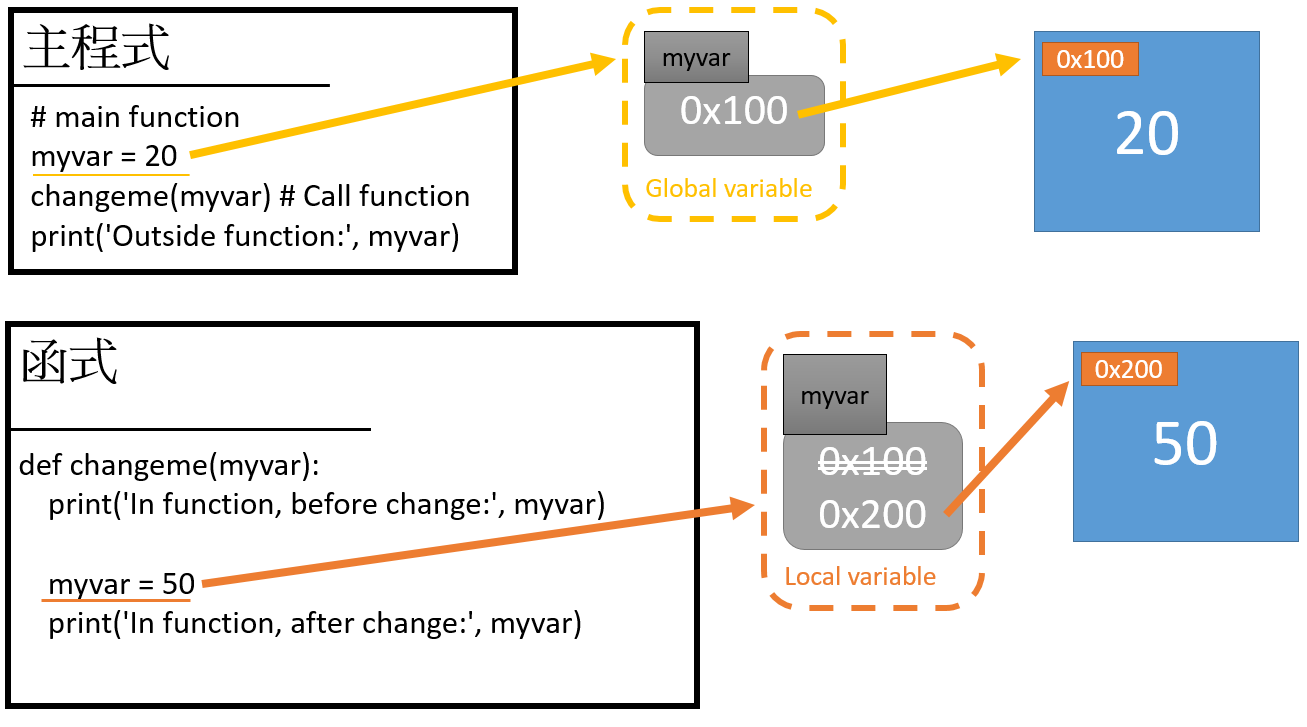 主程式
# main function
myvar = 20
changeme(myvar) # Call function
print('Outside function:', myvar)
myvar
0x100
Global variable
0x100
20
函式
def changeme(myvar):
print('In function, before change:', myvar)
myvar = 50
print('In function, after change:', myvar)
myvar
0x100
0x200
Local variable
0x200
50